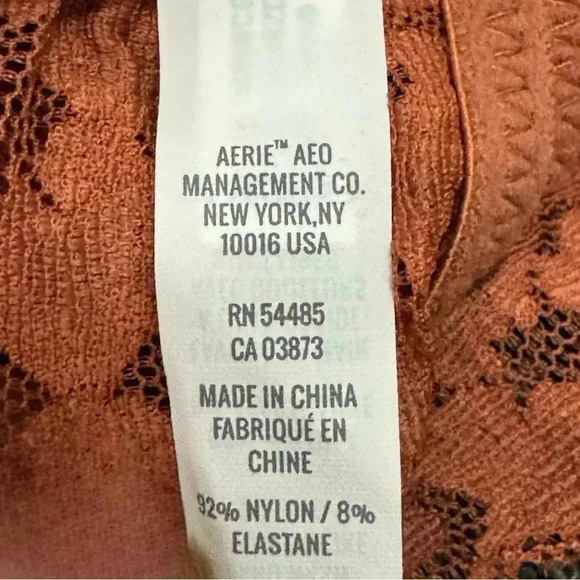 AERIE™ AEO
MANAGEMENT CO.
NEW YORK,NY
10016 USA
RN 54485
CA 03873
MADE IN CHINA
FABRIQUÉ EN
CHINE
92% NYLON / 8%
ELASTANE